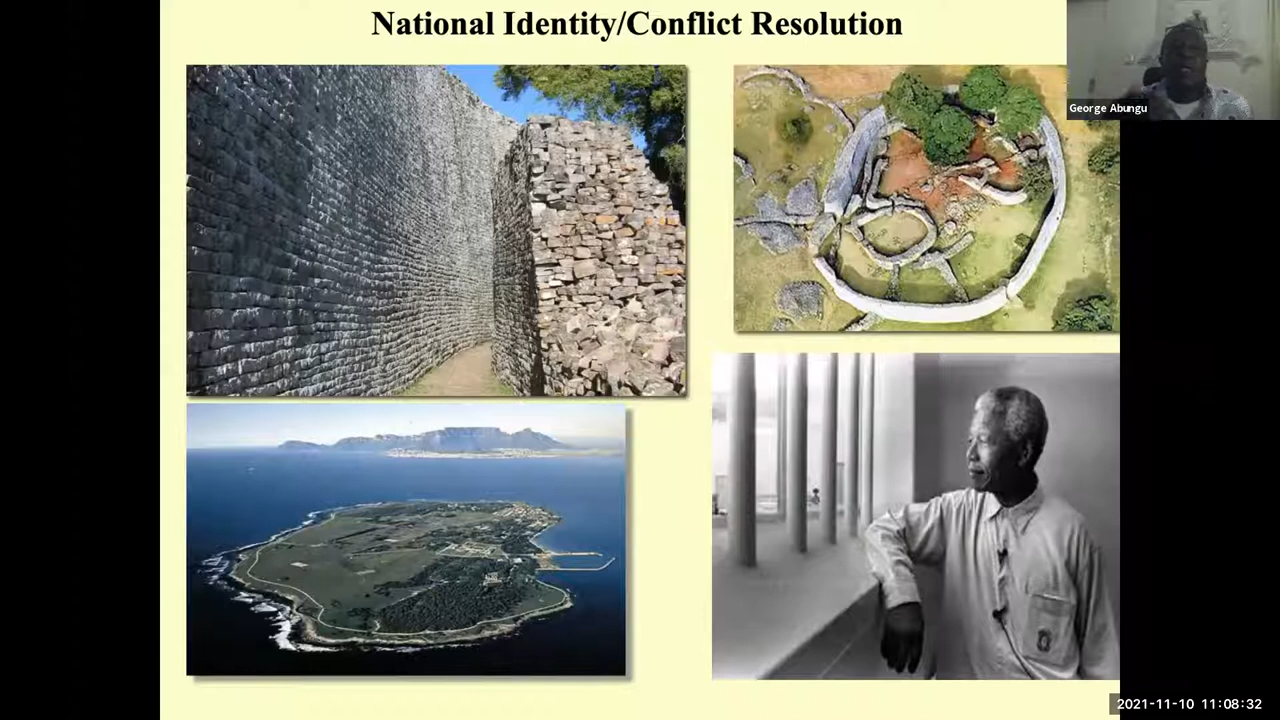 National Identity/Conflict Resolution
George Abungu
2021-11-10 11:08:32